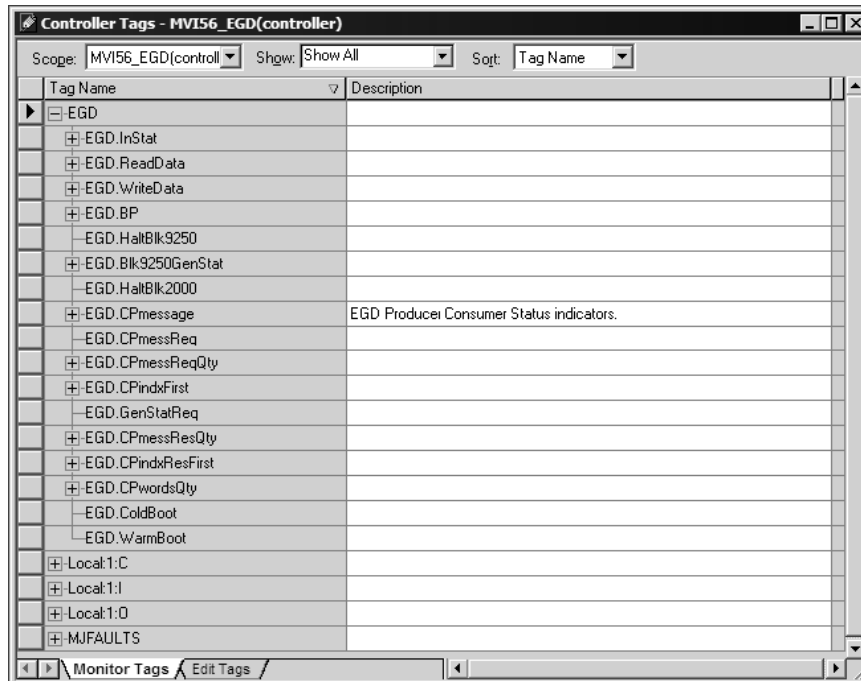 Controller Tags - MVI56_EGD(controller)
Scope: MVI56_EGD(controll Show: Show All Sort: Tag Name
Tag Name Description
EGD
EGD.InStat
EGD.ReadData
EGD.WriteData
EGD.BP
EGD.HaltBlk9250
EGD.Blk9250GenStat
EGD.HaltBlk2000
EGD.CPmessage EGD Producer Consumer Status indicators.
EGD.CPmessReq
EGD.CPmessReqQty
EGD.CPindxFirst
EGD.GenStatReq
EGD.CPmessResQty
EGD.CPindxResFirst
EGD.CPwordsQty
EGD.ColdBoot
EGD.WarmBoot
Local:1:C
Local:1:I
Local:1:O
MJFAULTS
Monitor Tags Edit Tags